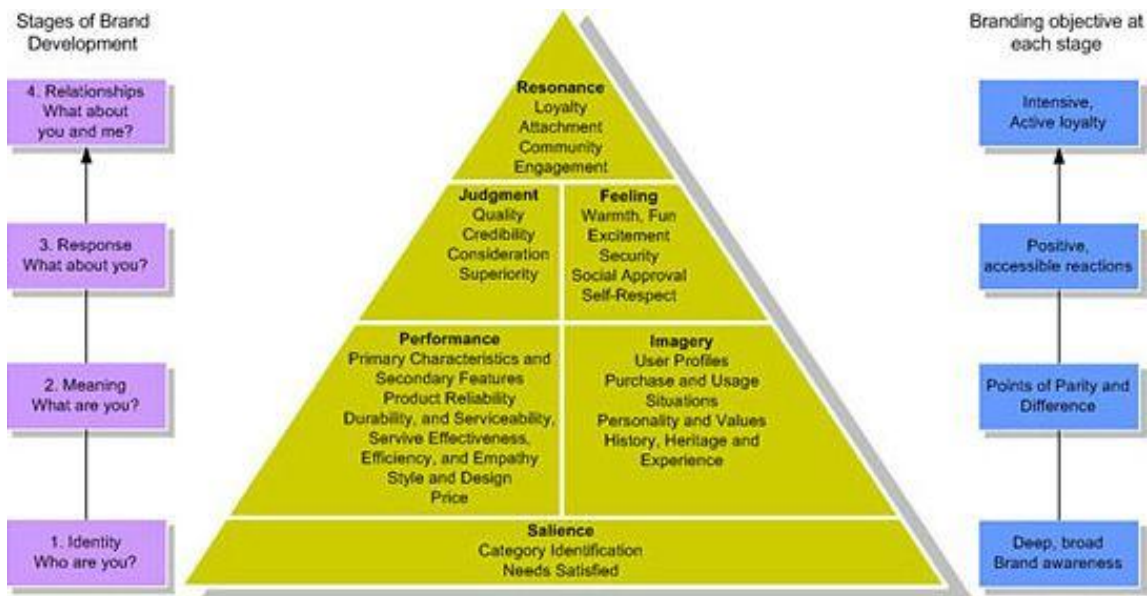 Stages of Brand
Development
Branding objective at
each stage
4. Relationships
What about
you and me?
Resonance
Loyalty
Attachment
Community
Engagement
Intensive,
Active loyalty
3. Response
What about you?
Judgment
Quality
Credibility
Consideration
Superiority
Feeling
Warmth, Fun
Excitement
Security
Social Approval
Self-Respect
Positive,
accessible reactions
2. Meaning
What are you?
Performance
Primary Characteristics and
Secondary Features
Product Reliability
Durability, and Serviceability,
Servive Effectiveness,
Efficiency, and Empathy
Style and Design
Price
Imagery
User Profiles
Purchase and Usage
Situations
Personality and Values
History, Heritage and
Experience
Points of Parity and
Difference
1. Identity
Who are you?
Salience
Category Identification
Needs Satisfied
Deep, broad
Brand awareness